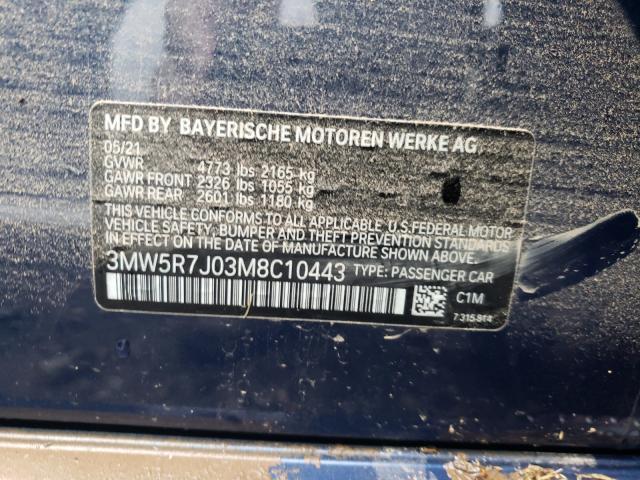 MFD BY BAYERISCHE MOTOREN WERKE AG
05/21
GVWR 4773 lbs 2165 kg
GAWR FRONT 2326 lbs 1055 kg
GAWR REAR 2601 lbs 1180 kg
THIS VEHICLE CONFORMS TO ALL APPLICABLE U.S.FEDERAL MOTOR
VEHICLE SAFETY, BUMPER AND THEFT PREVENTION STANDARDS
IN EFFECT ON THE DATE OF MANUFACTURE SHOWN ABOVE.
3MW5R7J03M8C10443 TYPE: PASSENGER CAR
C1M
7 315 914